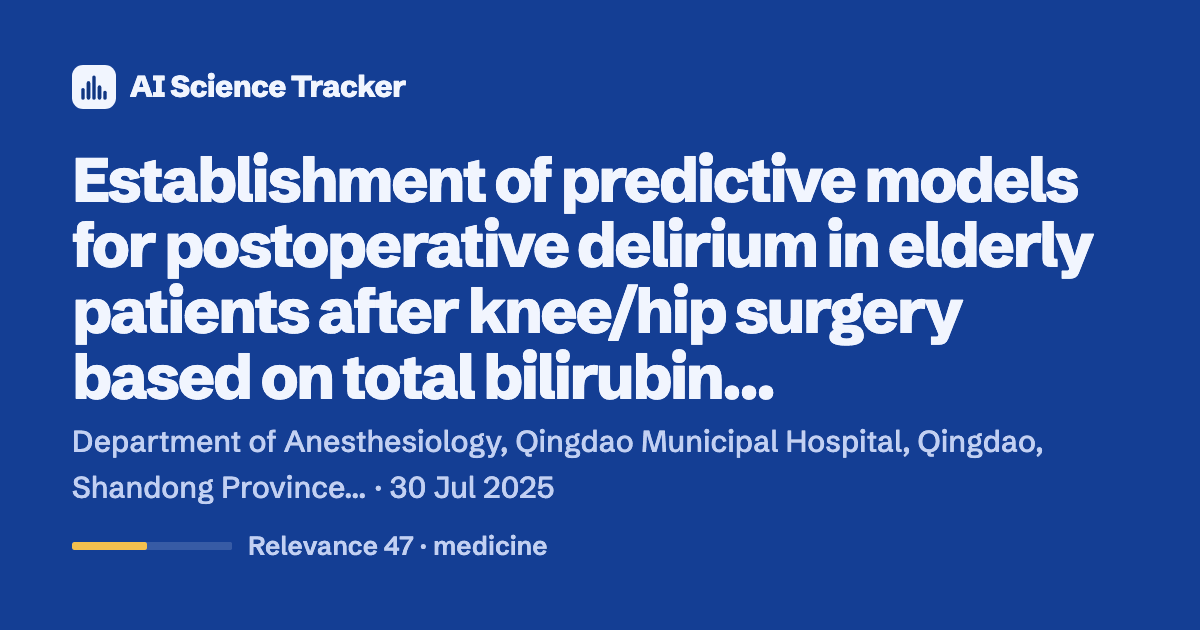 AI Science Tracker
Establishment of predictive models
for postoperative delirium in elderly
patients after knee/hip surgery
based on total bilirubin...
Department of Anesthesiology, Qingdao Municipal Hospital, Qingdao,
Shandong Province... · 30 Jul 2025
Relevance 47 · medicine